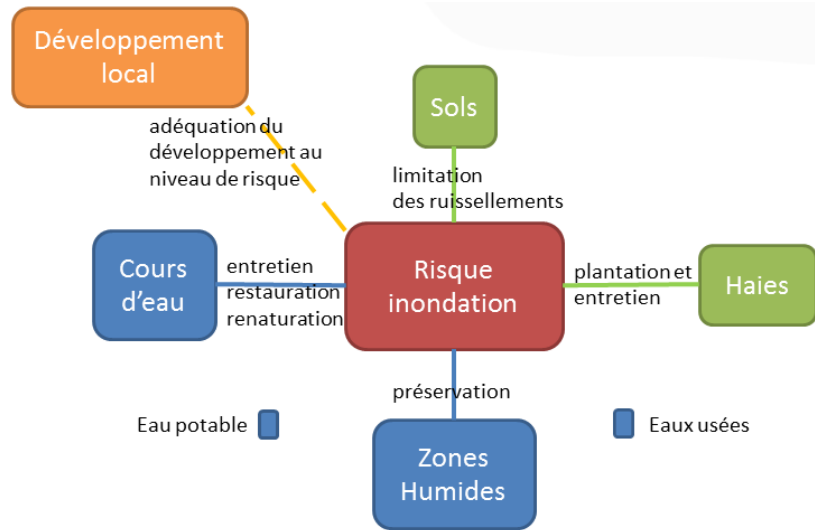 Développement
local
Sols
adéquation du
développement au
niveau de risque
limitation
des ruissellements
Cours
d'eau
entretien
restauration
renaturation
Risque
inondation
plantation et
entretien
Haies
préservation
Eau potable
Eaux usées
Zones
Humides